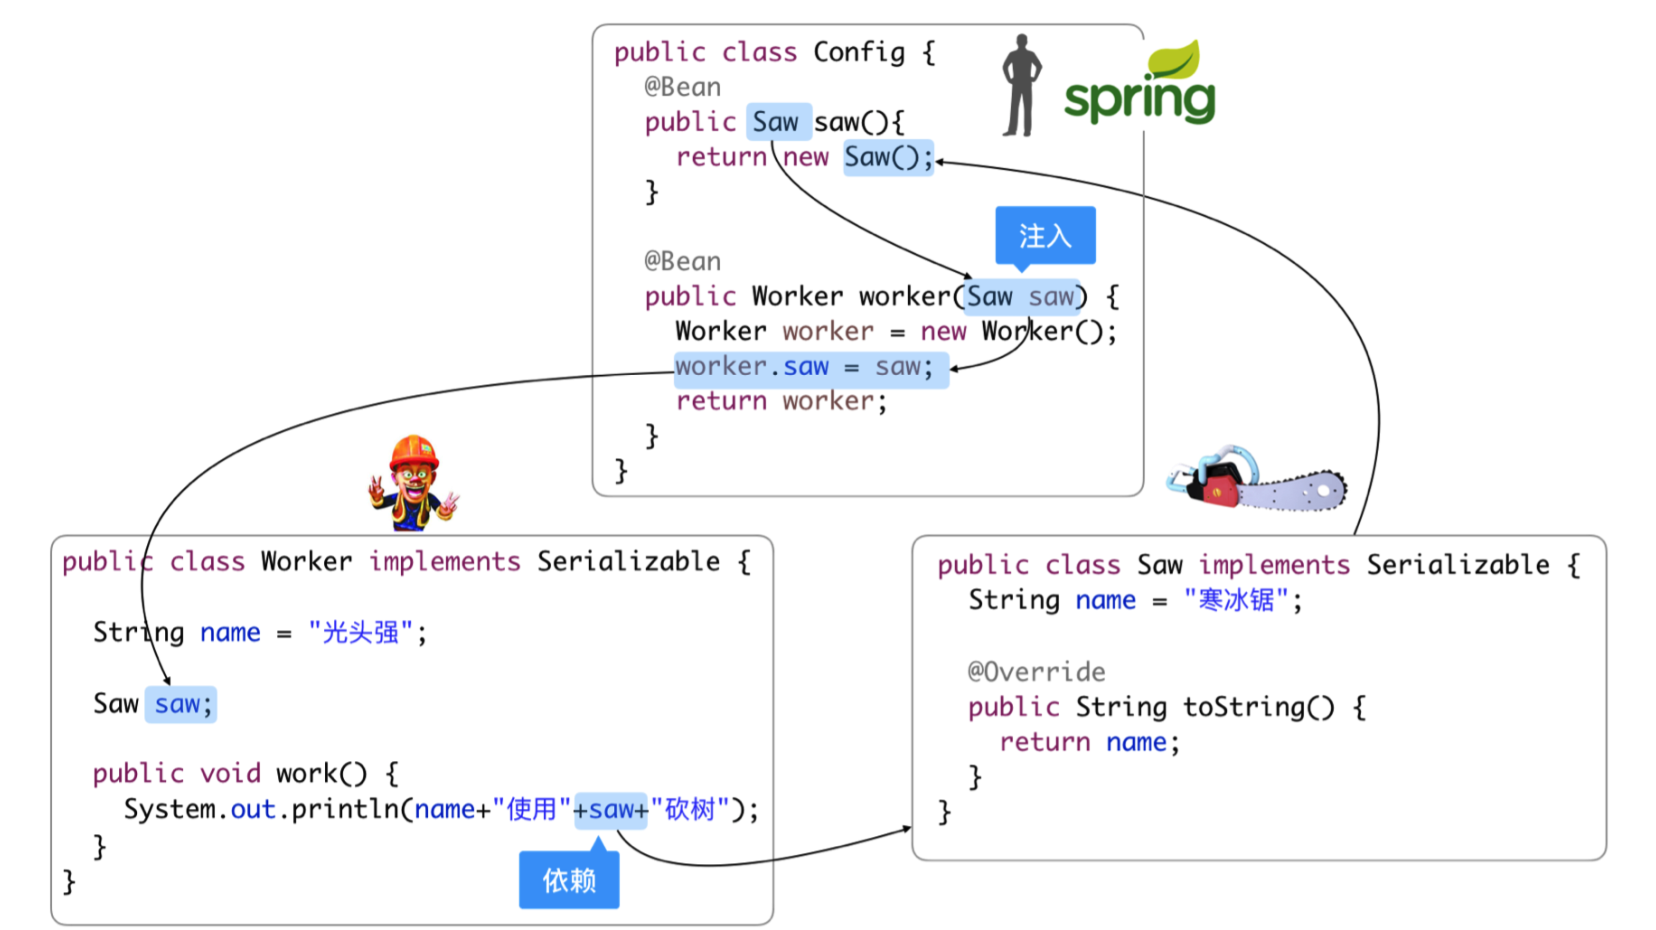 public class Config {
@Bean
public Saw saw(){
return new Saw();
}
@Bean
public Worker worker(Saw saw) {
Worker worker = new Worker();
worker.saw = saw;
return worker;
}
}
spring
注入
public class Worker implements Serializable {
String name = "光头强";
Saw saw;
public void work() {
System.out.println(name+"使用"+saw+"砍树");
}
}
依赖
public class Saw implements Serializable {
String name = "寒冰锯";
@Override
public String toString() {
return name;
}
}